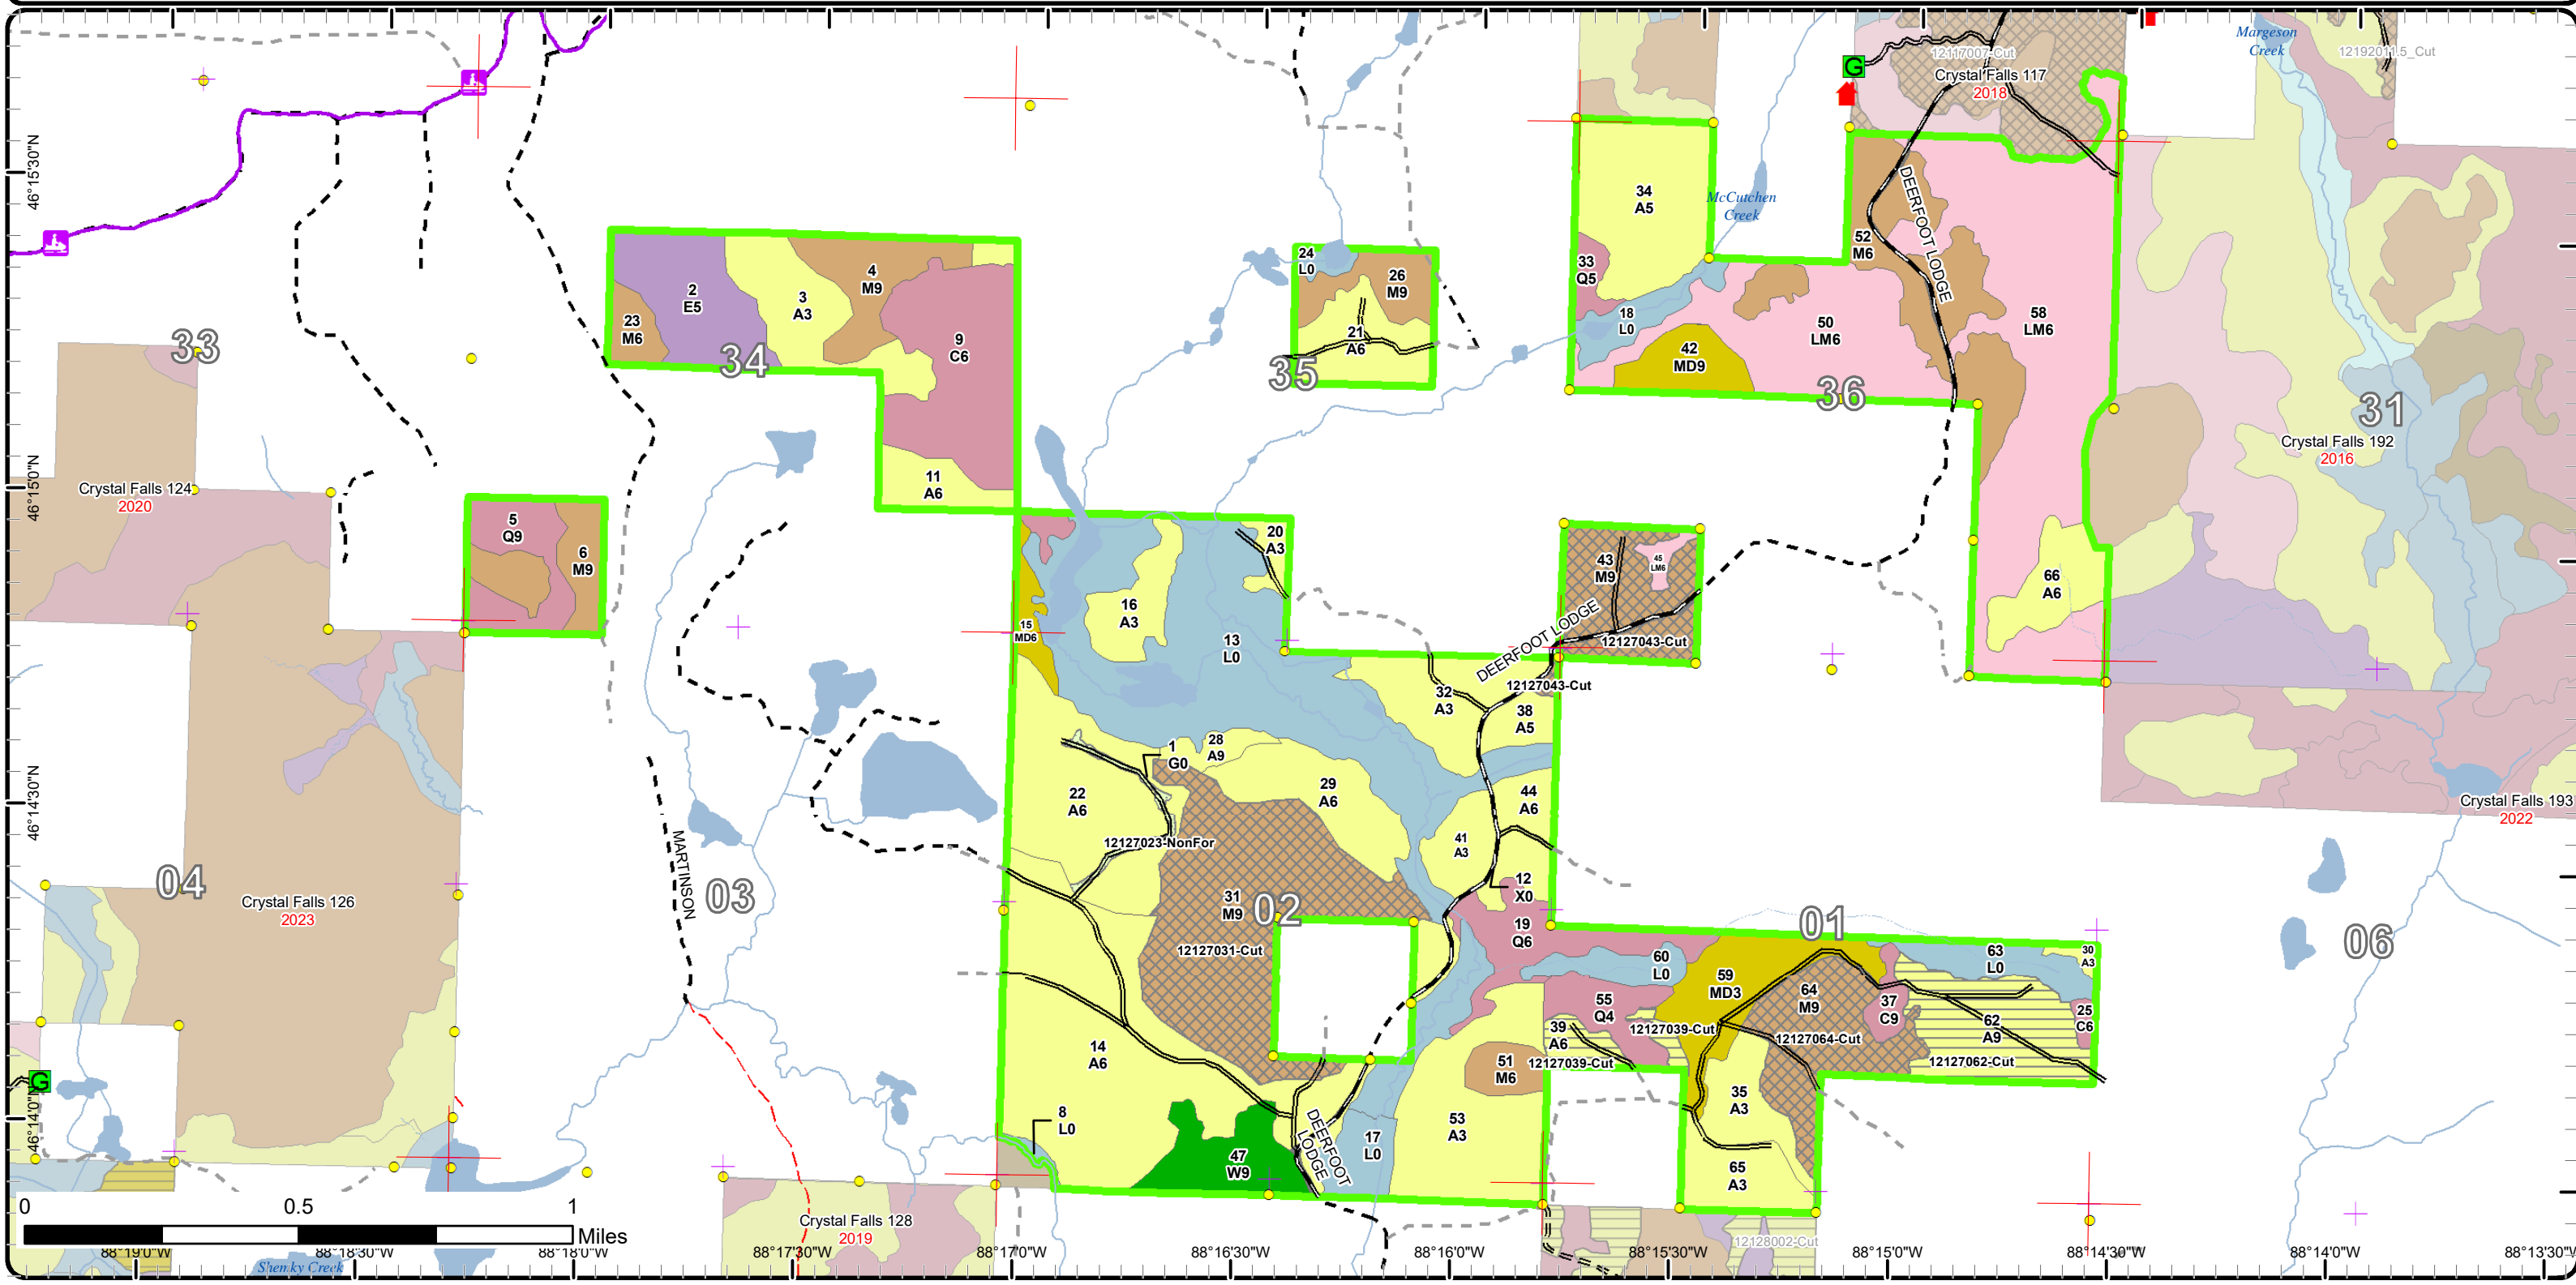 Margeson
Creek
12117007-Cut
12192011.5_Cut
G
Crystal Falls 117
2018
46°15'30"N
34
A5
McCutchen
Creek
DEERFOOT LODGE
52
M6
24
L0
33
Q5
26
M9
4
M9
2
E5
3
A3
23
M6
9
C6
18
L0
50
LM6
58
LM6
21
A6
42
MD9
33
34
35
36
31
Crystal Falls 192
2016
46°15'0"N
Crystal Falls 124
2020
11
A6
5
Q9
6
M9
20
A3
43
M9
45
LM6
66
A6
16
A3
15
MD6
13
L0
DEERFOOT LODGE
12127043-Cut
12127043-Cut
32
A3
38
A5
1
G0
28
A9
29
A6
22
A6
44
A6
46°14'30"N
Crystal Falls 193
2022
MARTINSON
12127023-NonFor
41
A3
12
X0
04
03
02
01
06
Crystal Falls 126
2023
31
M9
19
Q6
12127031-Cut
60
L0
63
L0
30
A3
59
MD3
64
M9
55
Q4
37
C9
25
C6
62
A9
39
A6
12127039-Cut
12127064-Cut
12127039-Cut
12127062-Cut
14
A6
51
M6
G
46°14'0"N
35
A3
8
L0
53
A3
17
L0
DEERFOOT
LODGE
47
W9
65
A3
0 0.5 1
Miles
Crystal Falls 128
2019
12128002-Cut
88°19'0"W 88°18'30"W 88°18'0"W 88°17'30"W 88°17'0"W 88°16'30"W 88°16'0"W 88°15'30"W 88°15'0"W 88°14'30"W 88°14'0"W 88°13'30"W
Shemky Creek